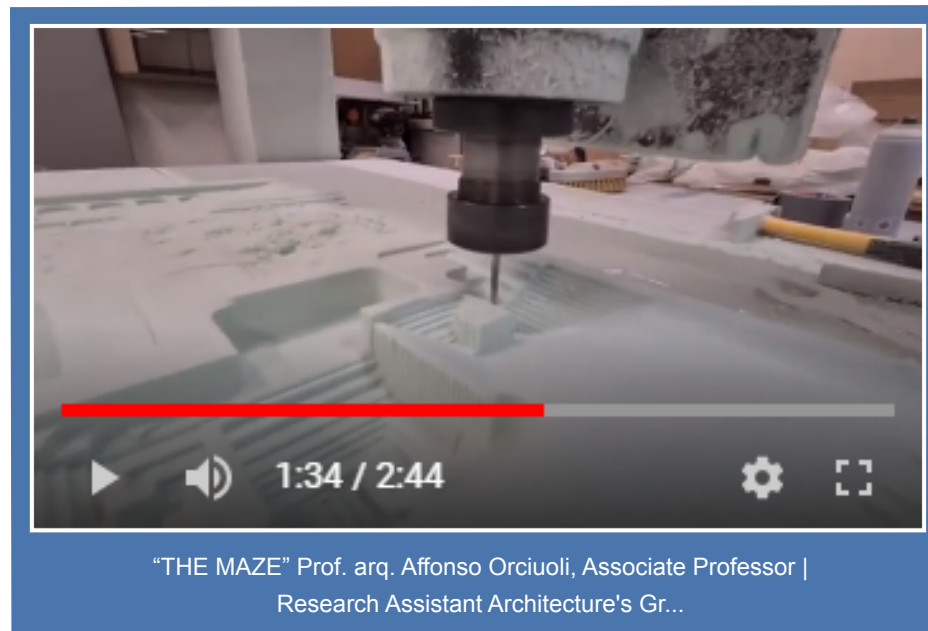 1:34 / 2:44
“THE MAZE” Prof. arq. Affonso Orciuoli, Associate Professor |
Research Assistant Architecture's Gr...